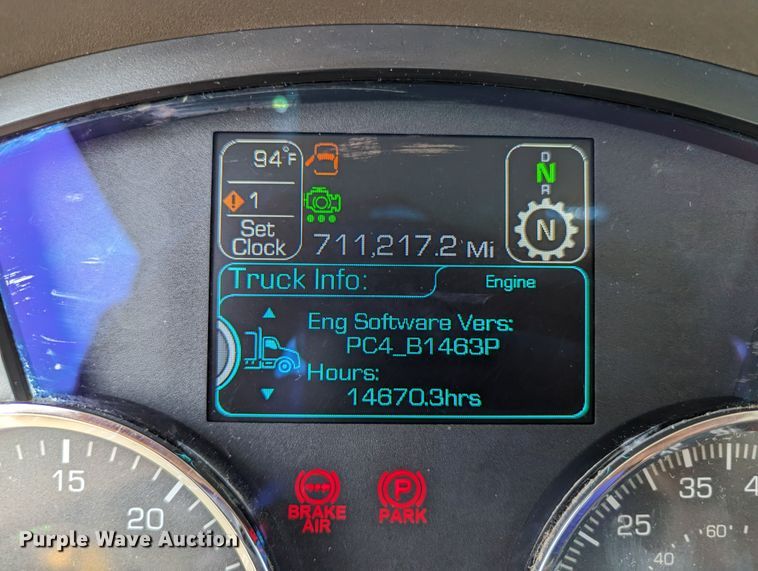 94°F
1
Set
Clock
711,217.2 Mi
D
N
R
N
Truck Info:
Engine
Eng Software Vers:
PC4_B1463P
Hours:
14670.3hrs
BRAKE
AIR
P
PARK
15
20
25
35
4
40
60
Purple Wave Auction